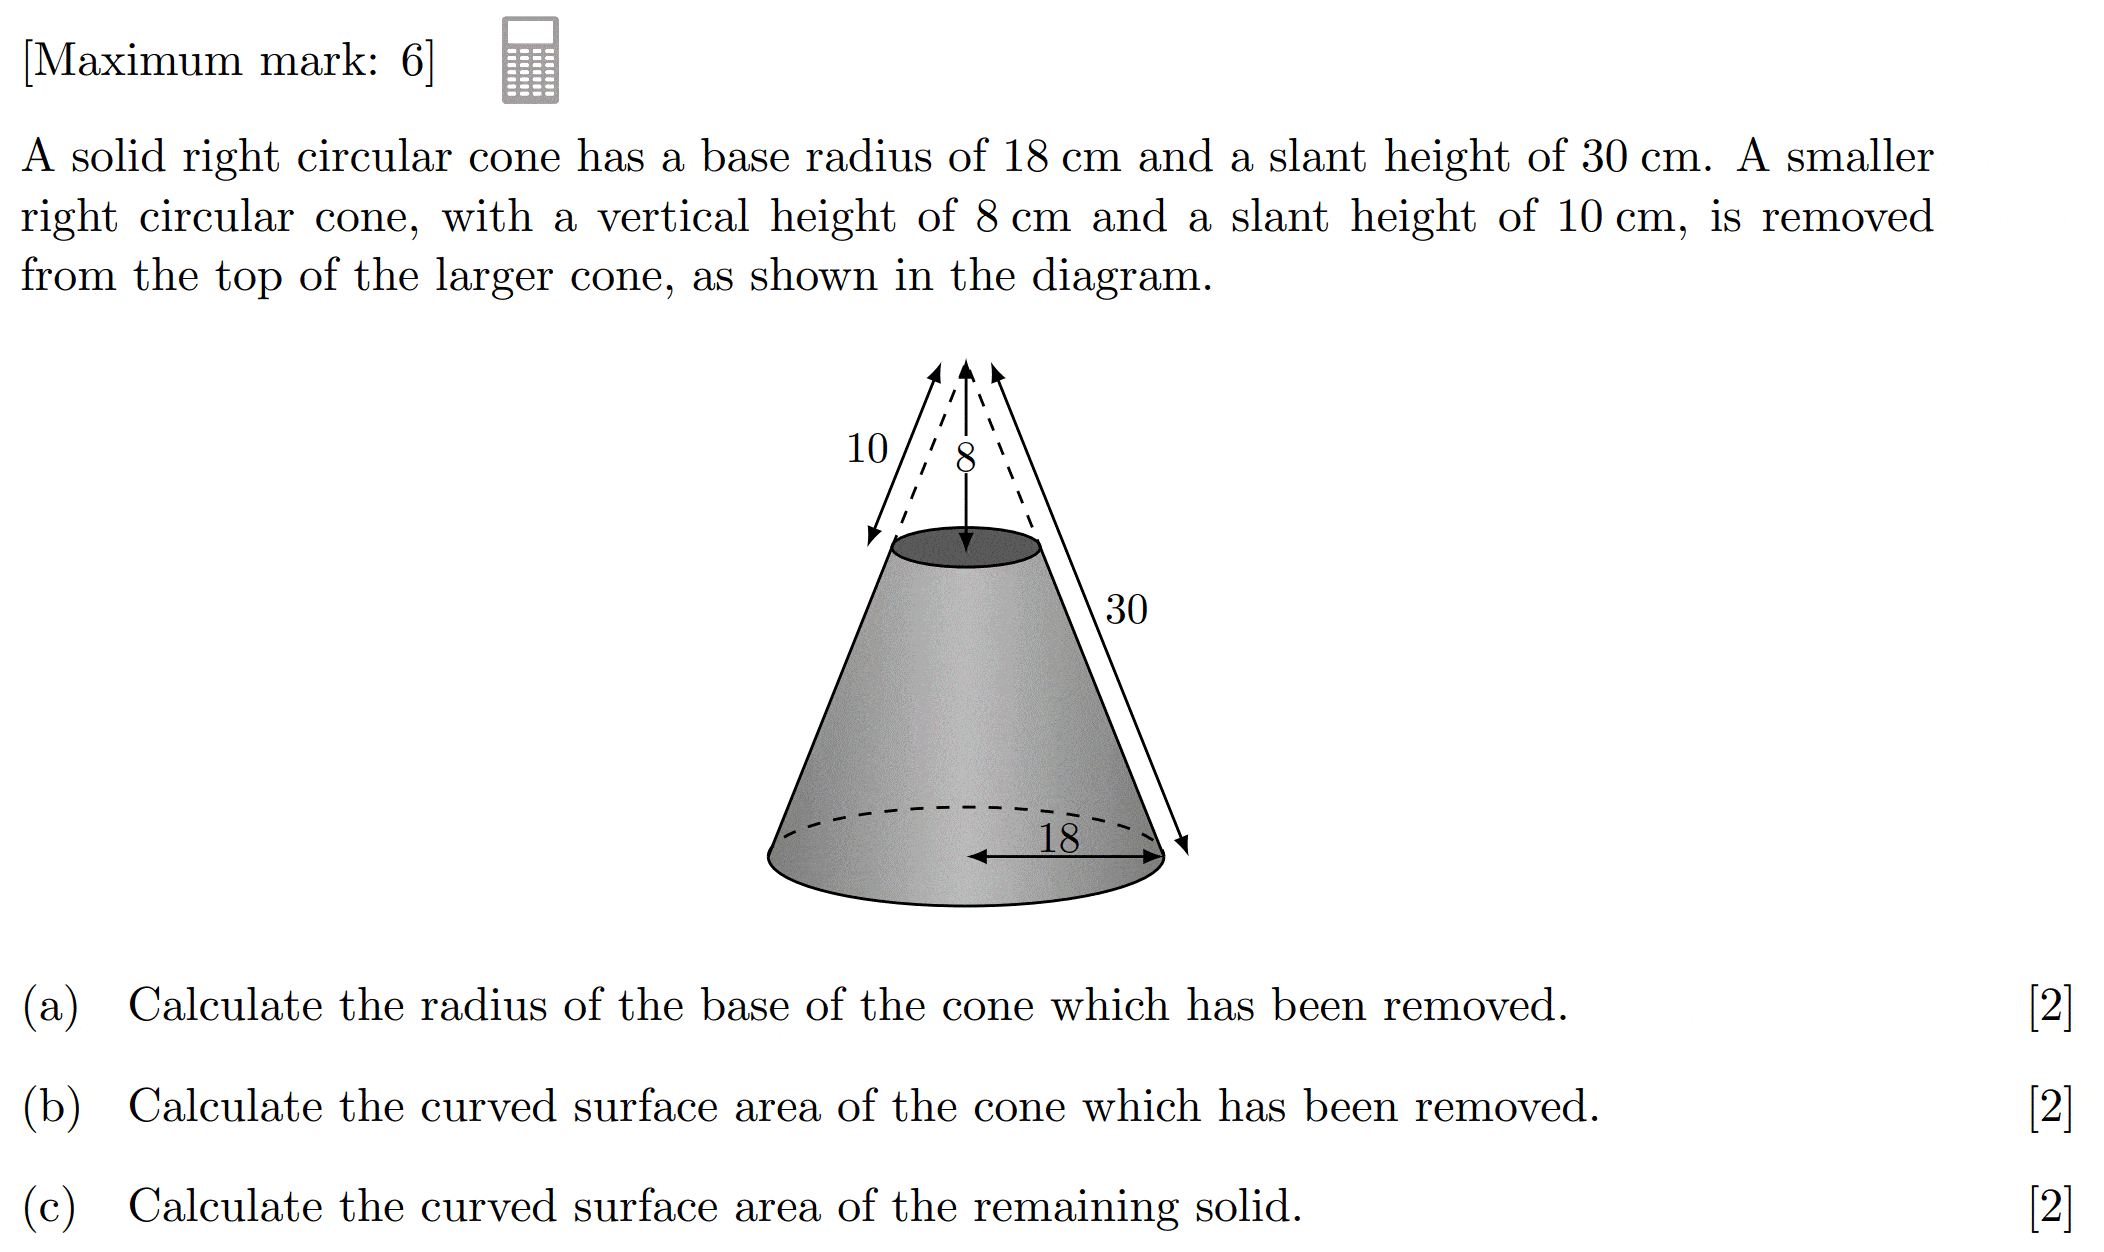 [Maximum mark: 6]
A solid right circular cone has a base radius of 18 cm and a slant height of 30 cm. A smaller
right circular cone, with a vertical height of 8 cm and a slant height of 10 cm, is removed
from the top of the larger cone, as shown in the diagram.
10
8
30
18
(a) Calculate the radius of the base of the cone which has been removed. [2]
(b) Calculate the curved surface area of the cone which has been removed. [2]
(c) Calculate the curved surface area of the remaining solid. [2]